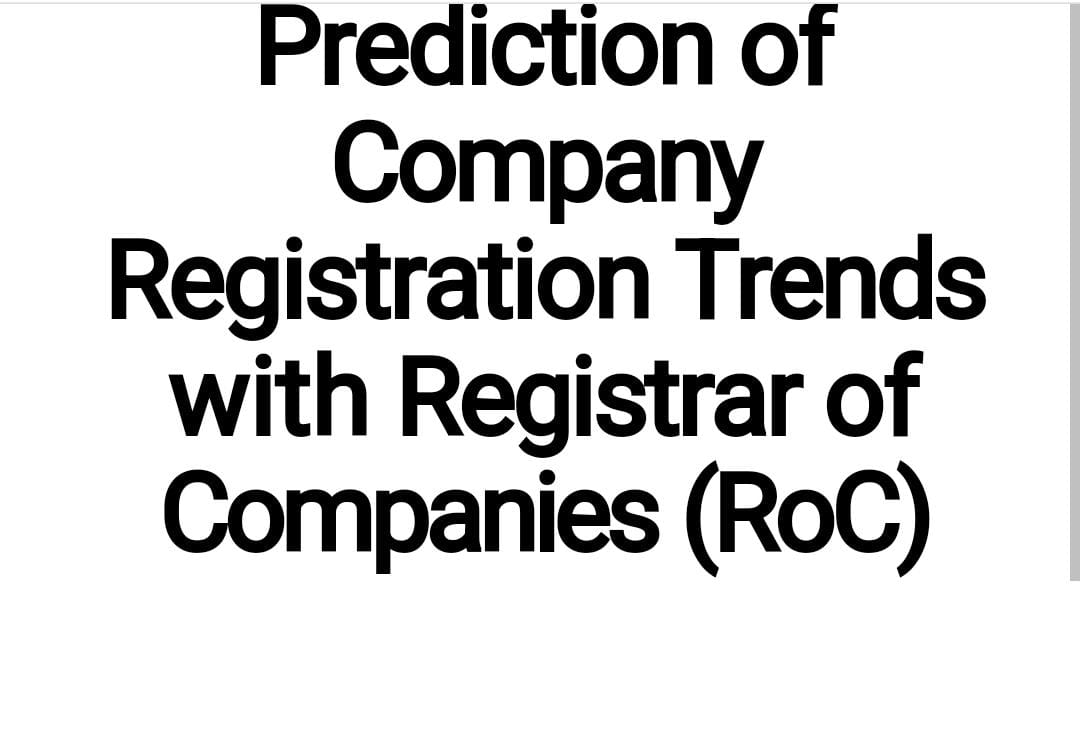 Prediction of
Company
Registration Trends
with Registrar of
Companies (RoC)